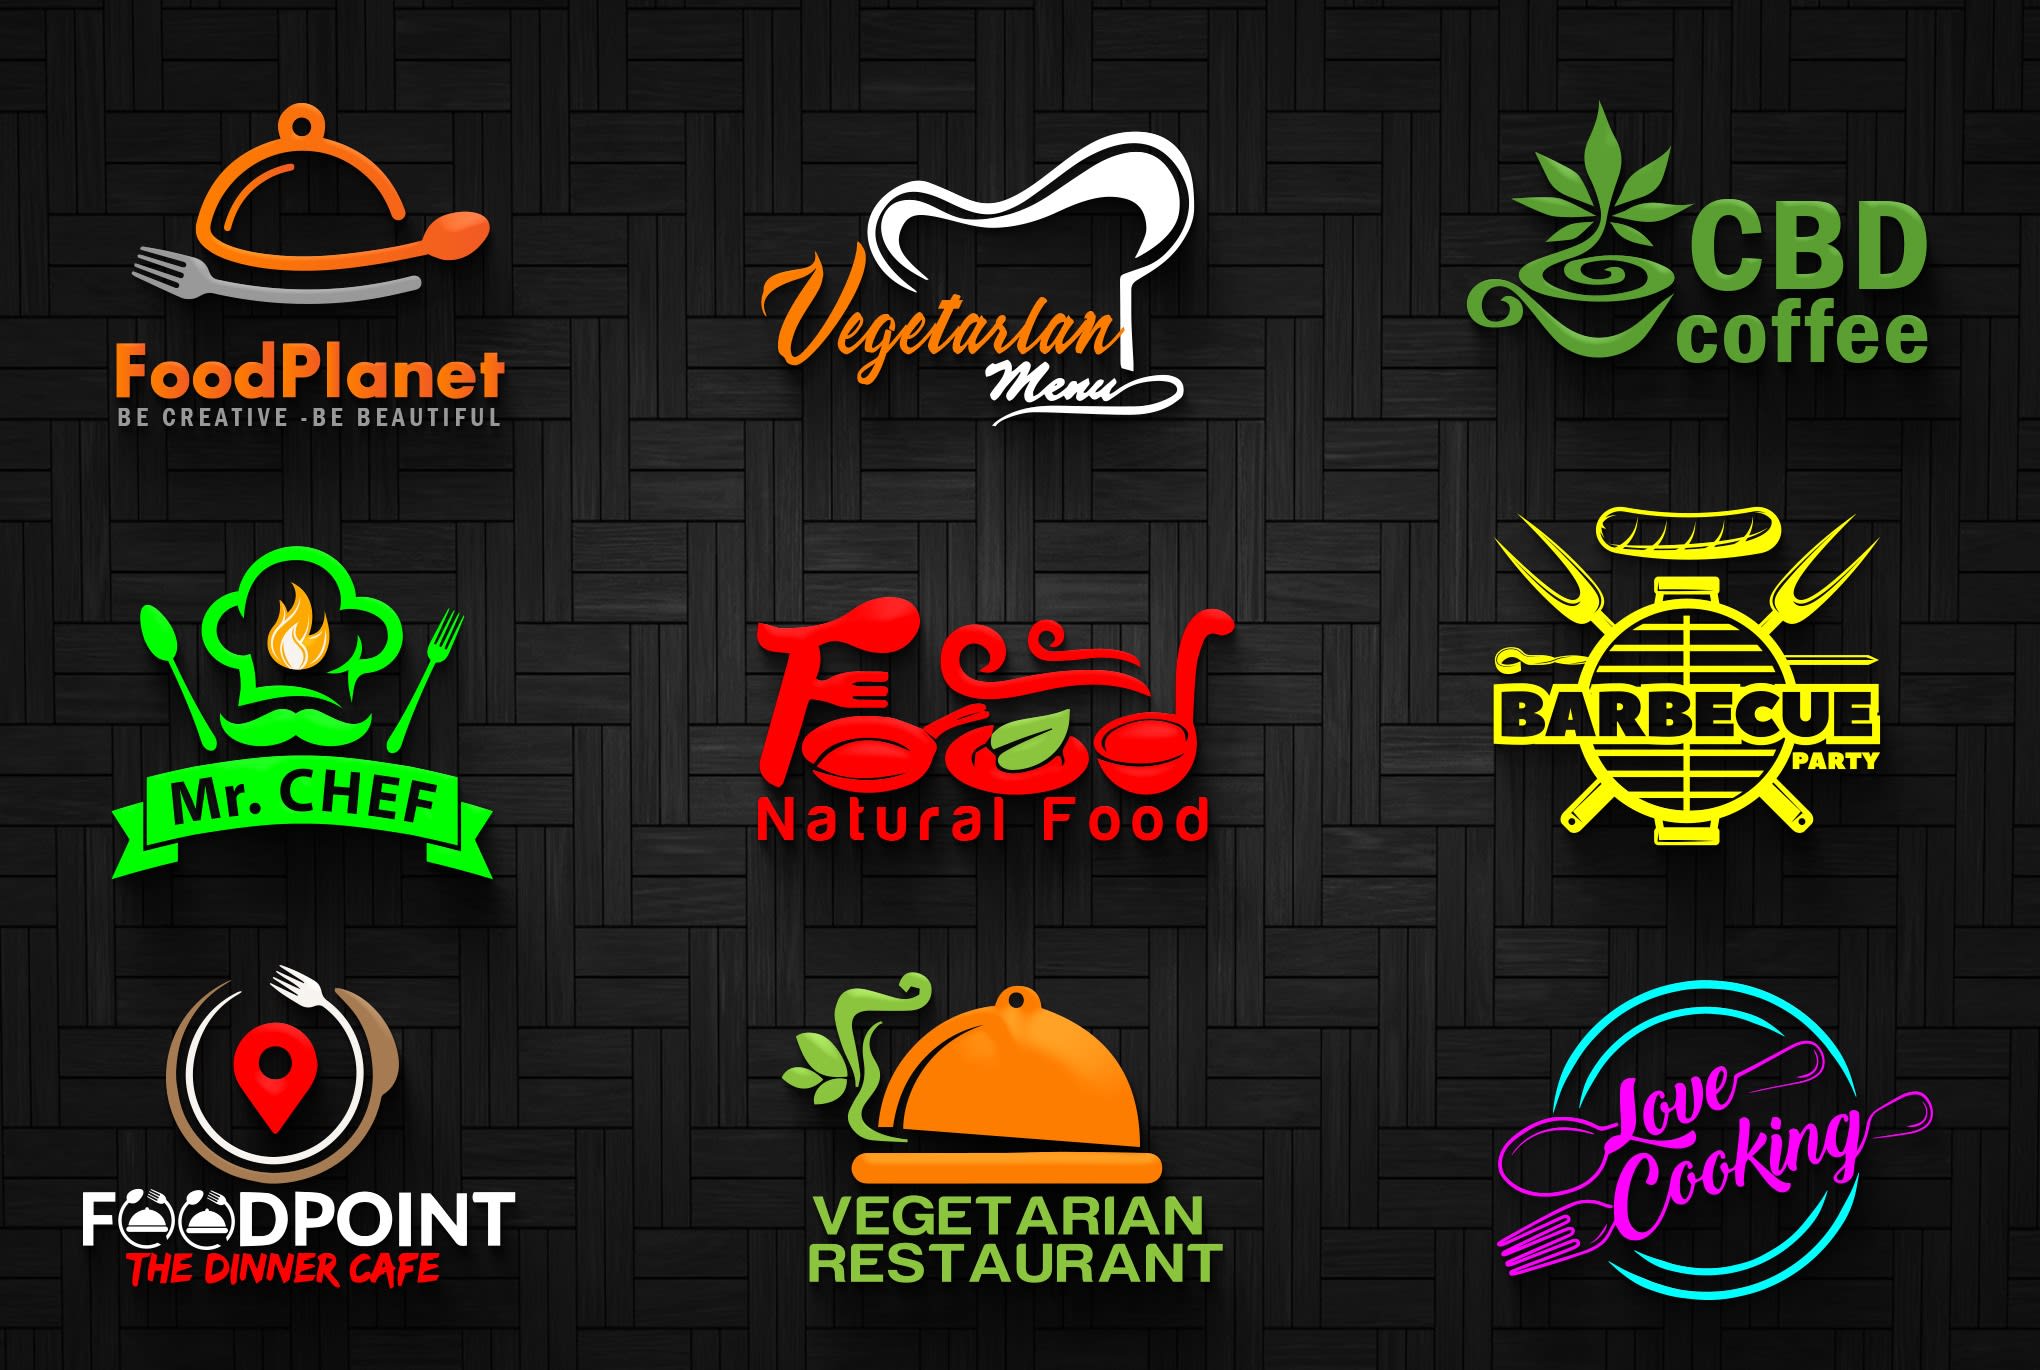 FoodPlanet
BE CREATIVE -BE BEAUTIFUL
Vegetarian
Menu
CBD
coffee
Mr. CHEF
Food
Natural Food
BARBECUE
PARTY
FOODPOINT
THE DINNER CAFE
VEGETARIAN
RESTAURANT
Love
Cooking